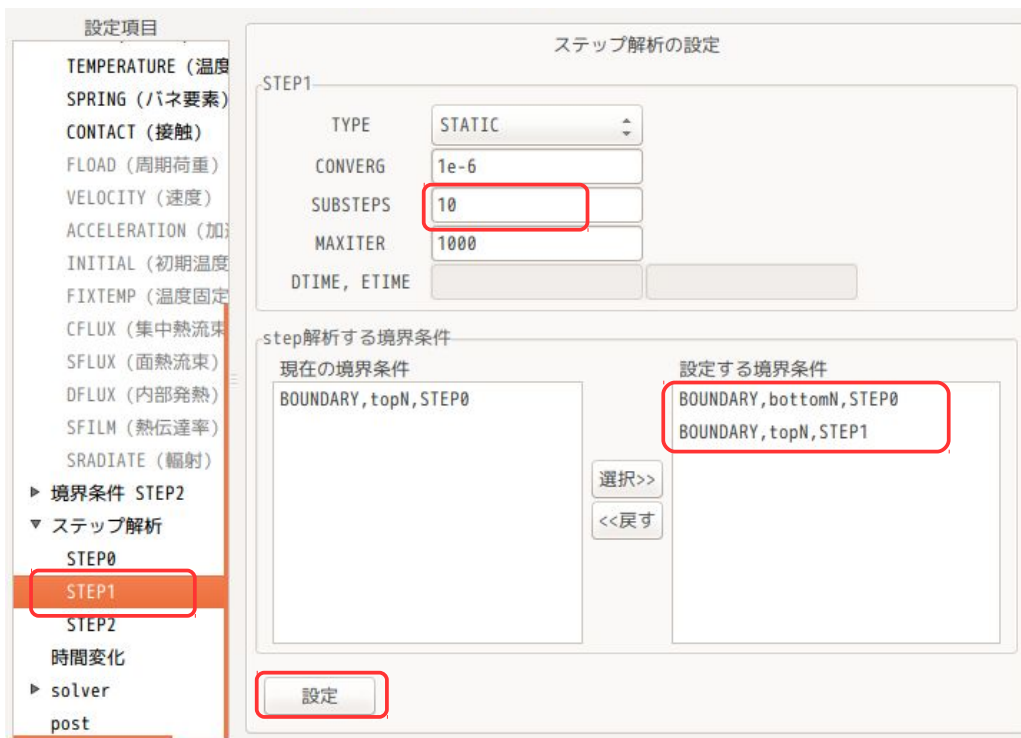 設定項目
TEMPERATURE (温度
SPRING (バネ要素)
CONTACT (接触)
FLOAD (周期荷重)
VELOCITY (速度)
ACCELERATION (加速
INITIAL (初期温度
FIXTEMP (温度固定
CFLUX (集中熱流束
SFLUX (面熱流束)
DFLUX (内部発熱)
SFILM (熱伝達率)
SRADIATE (輻射)
境界条件 STEP2
ステップ解析
STEP0
STEP1
STEP2
時間変化
solver
post
ステップ解析の設定
STEP1
TYPE STATIC
CONVERG 1e-6
SUBSTEPS 10
MAXITER 1000
DTIME, ETIME
step解析する境界条件
現在の境界条件
BOUNDARY,topN,STEP0
選択>>
<<戻す
設定する境界条件
BOUNDARY,bottomN,STEP0
BOUNDARY,topN,STEP1
設定